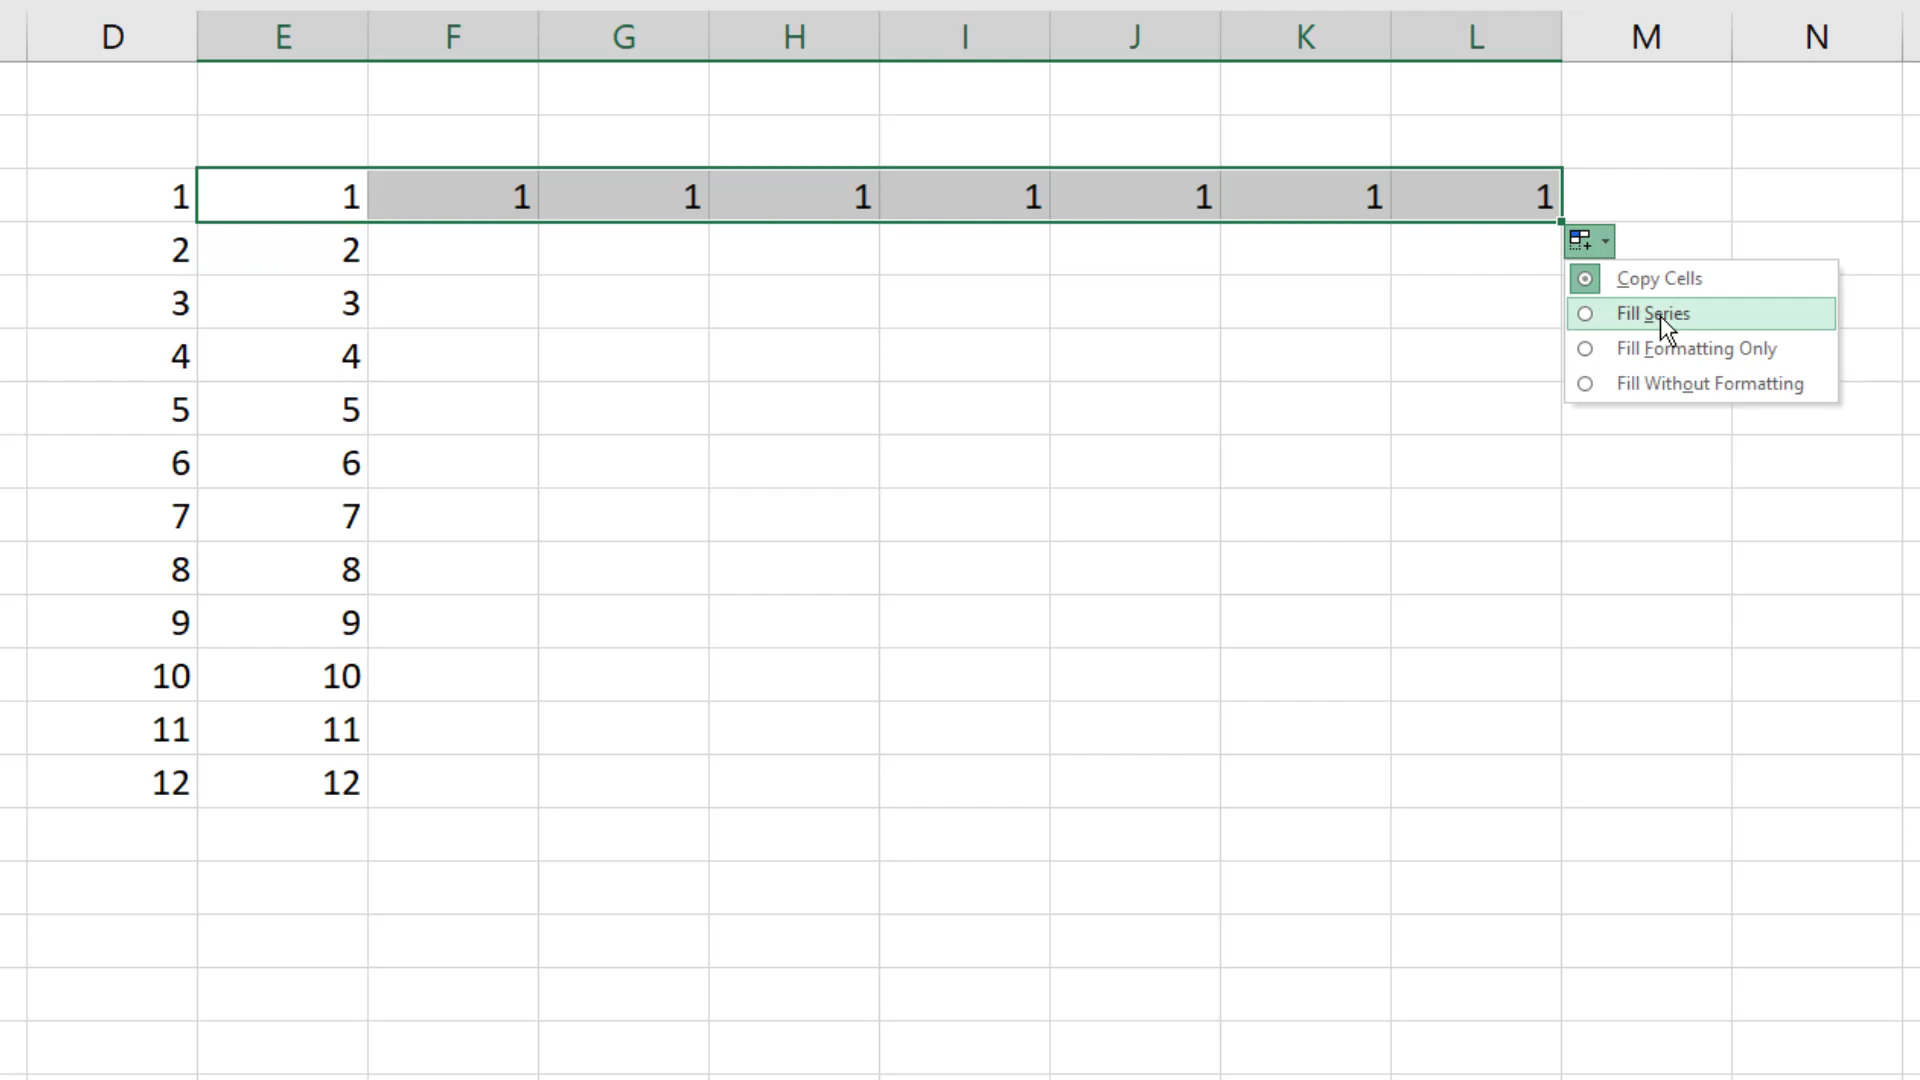 D E F G H I J K L M N
1 1 1 1 1 1 1 1 1
2 2
Copy Cells
3 3
Fill Series
4 4
Fill Formatting Only
Fill Without Formatting
5 5
6 6
7 7
8 8
9 9
10 10
11 11
12 12